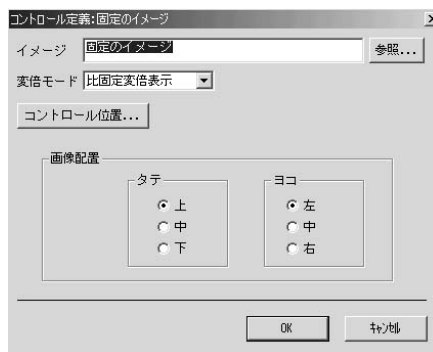 コントロール定義:固定のイメージ
イメージ 固定のイメージ 参照...
変倍モード 比固定変倍表示
コントロール位置...
画像配置
タテ ヨコ
上 左
中 中
下 右
OK キャンセル